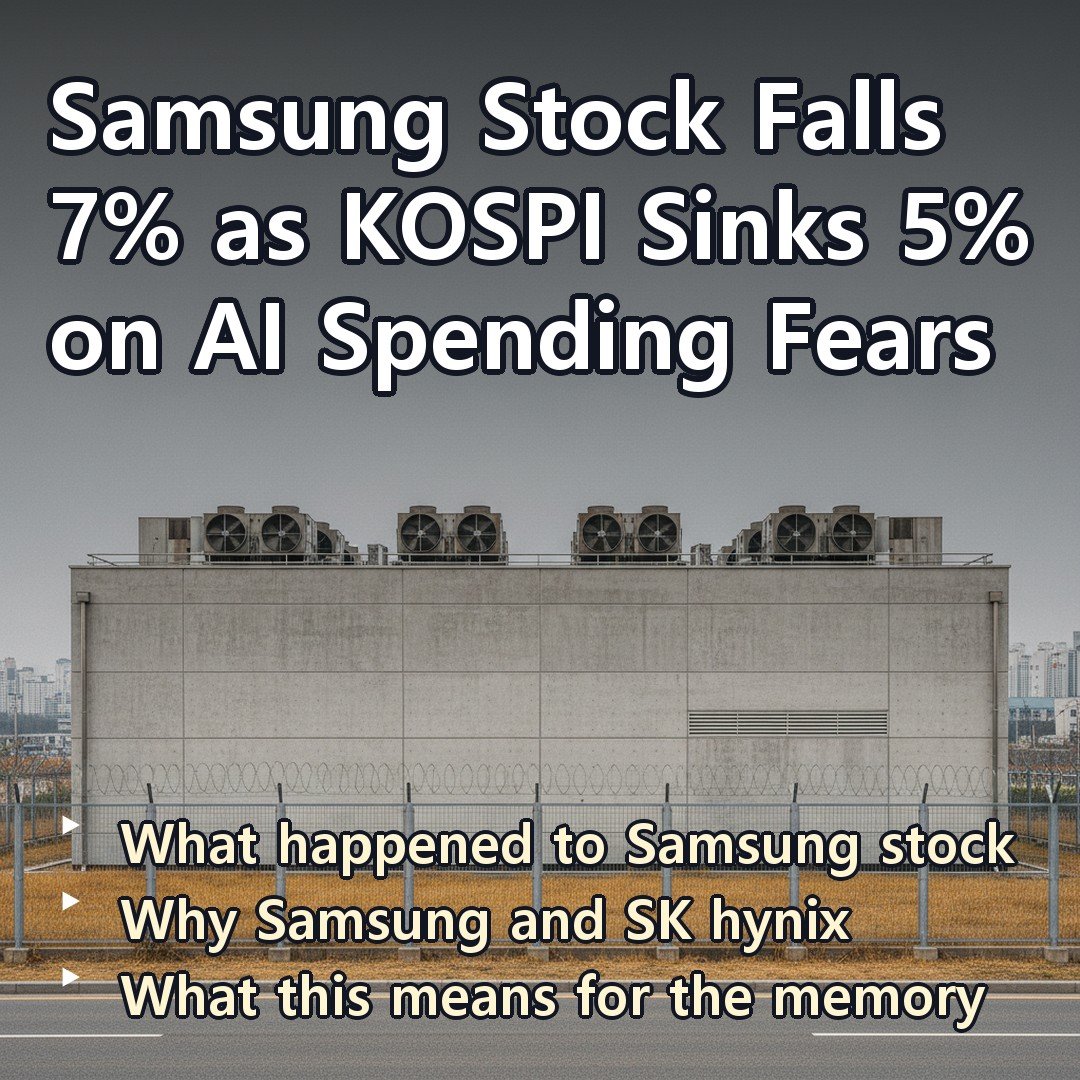 Samsung Stock Falls
7% as KOSPI Sinks 5%
on AI Spending Fears
What happened to Samsung stock
Why Samsung and SK hynix
What this means for the memory